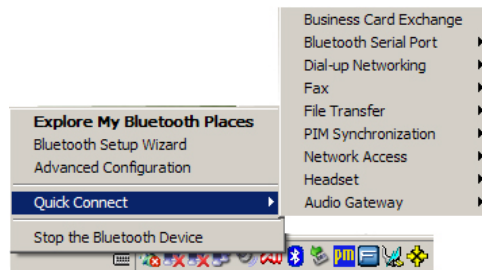 Business Card Exchange
Bluetooth Serial Port
Dial-up Networking
Fax
File Transfer
PIM Synchronization
Network Access
Headset
Audio Gateway
Explore My Bluetooth Places
Bluetooth Setup Wizard
Advanced Configuration
Quick Connect
Stop the Bluetooth Device
pm